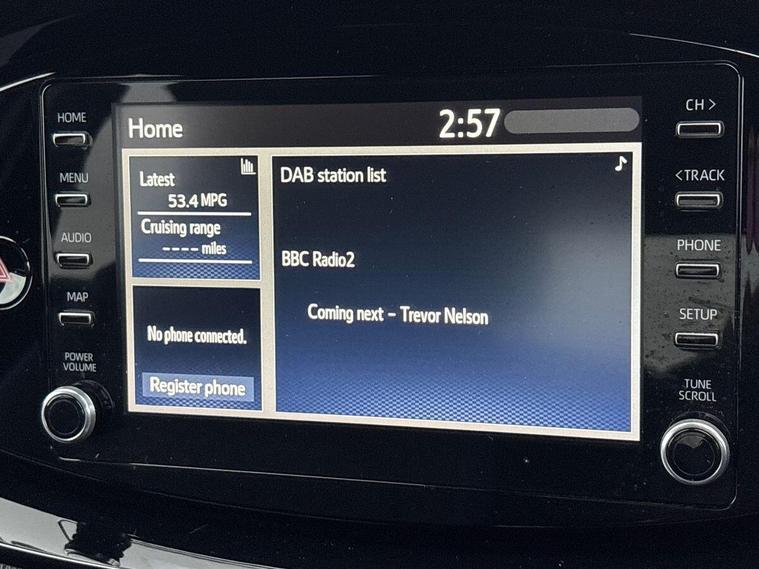 HOME
MENU
AUDIO
MAP
POWER
VOLUME
Home
2:57
Latest
53.4 MPG
Cruising range
---- miles
No phone connected.
Register phone
DAB station list
BBC Radio2
Coming next - Trevor Nelson
CH >
<TRACK
PHONE
SETUP
TUNE
SCROLL